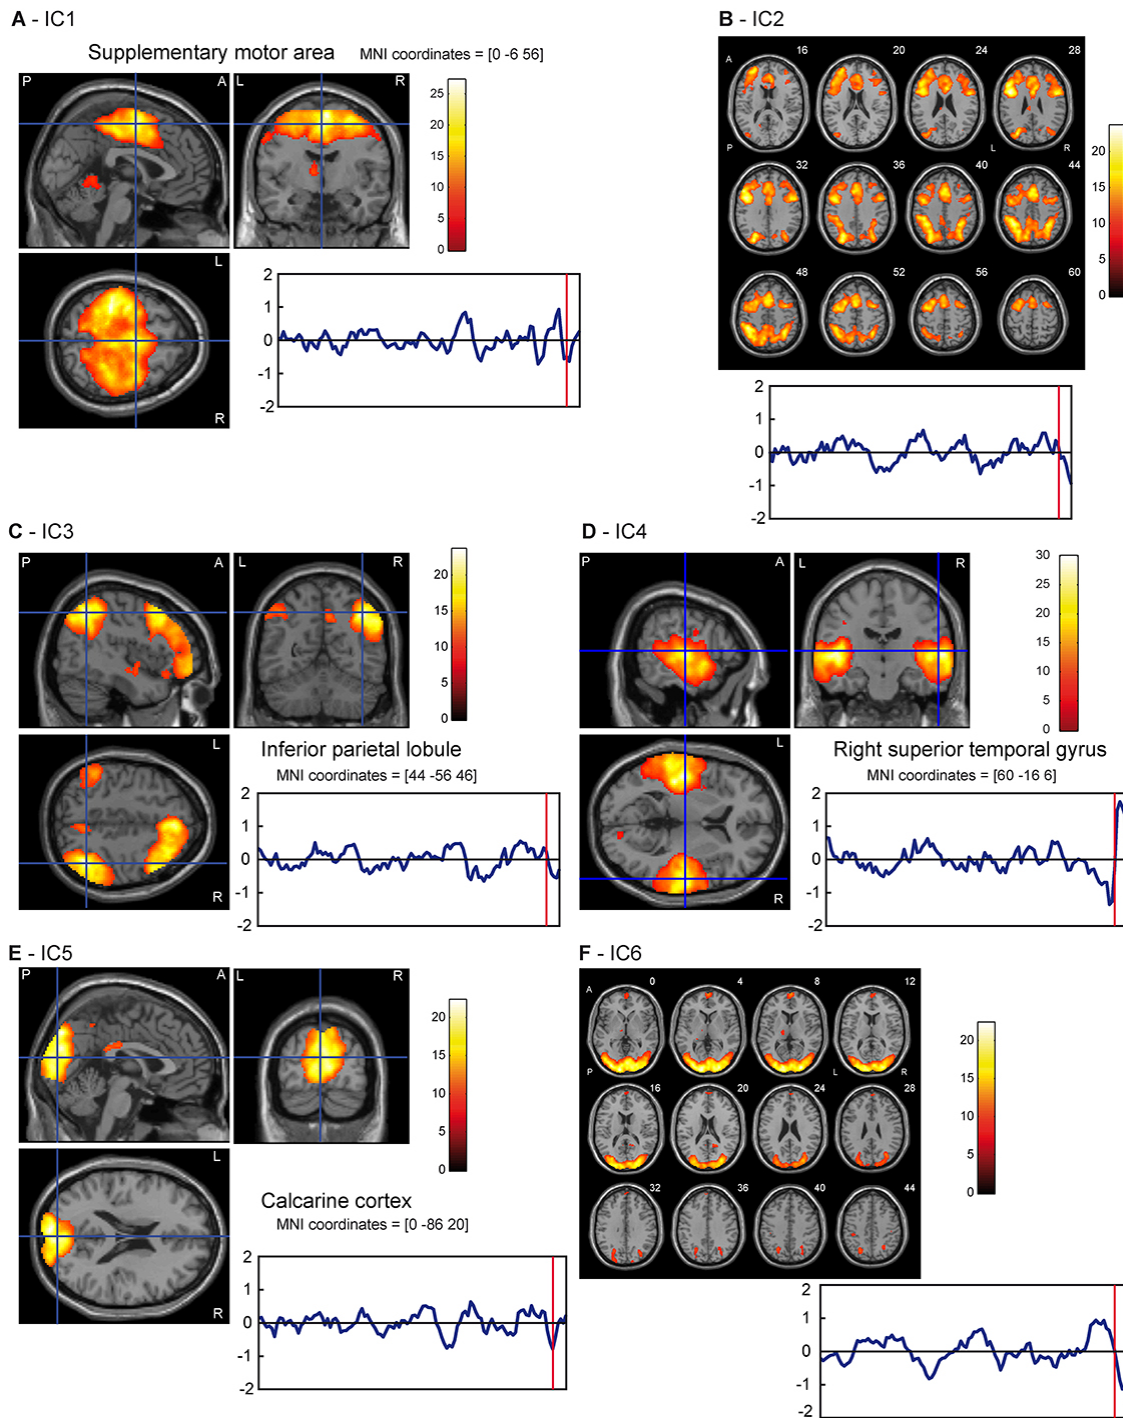 A - IC1
Supplementary motor area MNI coordinates = [0 -6 56]
P A L R
25
20
15
10
5
0
L
R
2
1
0
-1
-2
B - IC2
A 16 20 24 28
P L R
32 36 40 44
48 52 56 60
20
15
10
5
0
2
1
0
-1
-2
C - IC3
P A L R
20
15
10
5
0
L
R
Inferior parietal lobule
MNI coordinates = [44 -56 46]
2
1
0
-1
-2
D - IC4
P A L R
30
25
20
15
10
5
0
L
R
Right superior temporal gyrus
MNI coordinates = [60 -16 6]
2
1
0
-1
-2
E - IC5
P A L R
20
15
10
5
0
L
R
Calcarine cortex
MNI coordinates = [0 -86 20]
2
1
0
-1
-2
F - IC6
A 0 4 8 12
P L R
16 20 24 28
32 36 40 44
20
15
10
5
0
2
1
0
-1
-2